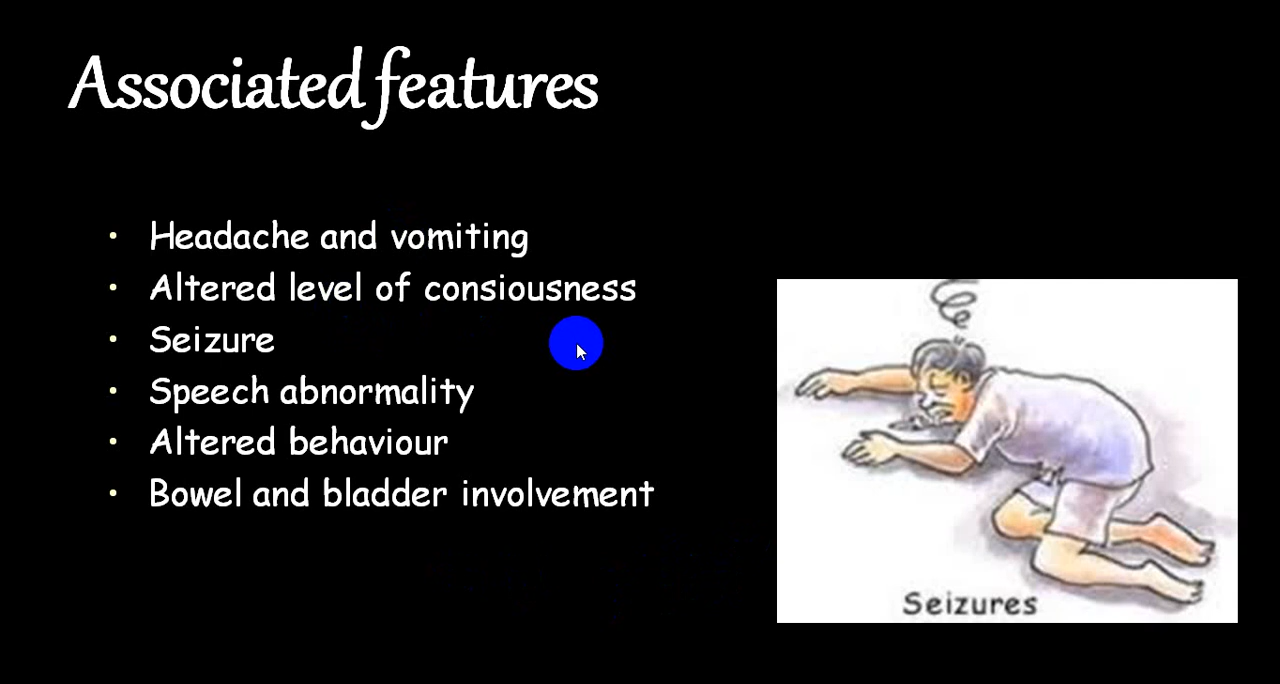 Associated features
• Headache and vomiting
• Altered level of consiousness
• Seizure
• Speech abnormality
• Altered behaviour
• Bowel and bladder involvement
Seizures